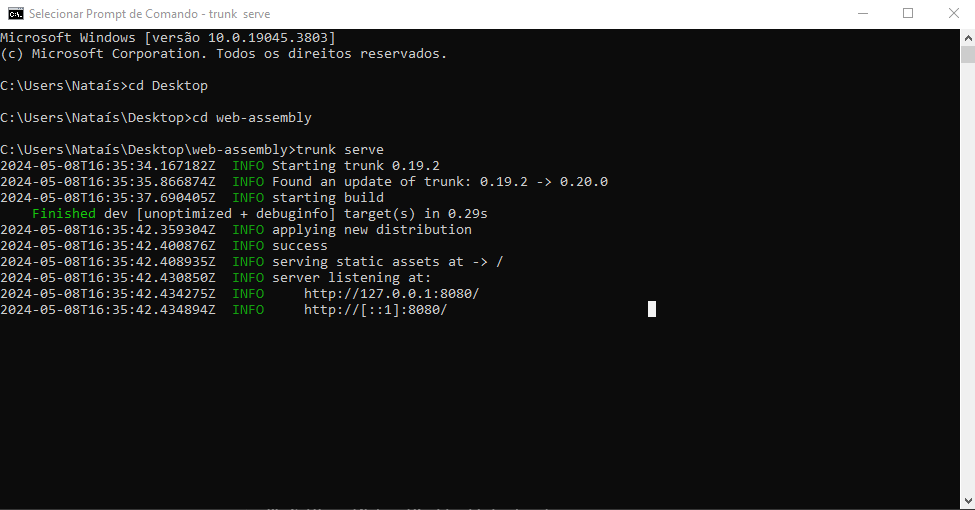 Selecionar Prompt de Comando - trunk  serve
Microsoft Windows [versão 10.0.19045.3803]
(c) Microsoft Corporation. Todos os direitos reservados.
C:\Users\Nataís>cd Desktop
C:\Users\Nataís\Desktop>cd web-assembly
C:\Users\Nataís\Desktop\web-assembly>trunk serve
2024-05-08T16:35:34.167182Z  INFO Starting trunk 0.19.2
2024-05-08T16:35:35.866874Z  INFO Found an update of trunk: 0.19.2 -> 0.20.0
2024-05-08T16:35:37.690405Z  INFO starting build
    Finished dev [unoptimized + debuginfo] target(s) in 0.29s
2024-05-08T16:35:42.359304Z  INFO applying new distribution
2024-05-08T16:35:42.400876Z  INFO success
2024-05-08T16:35:42.408935Z  INFO serving static assets at -> /
2024-05-08T16:35:42.430850Z  INFO server listening at:
2024-05-08T16:35:42.434275Z  INFO     http://127.0.0.1:8080/
2024-05-08T16:35:42.434894Z  INFO     http://[::1]:8080/